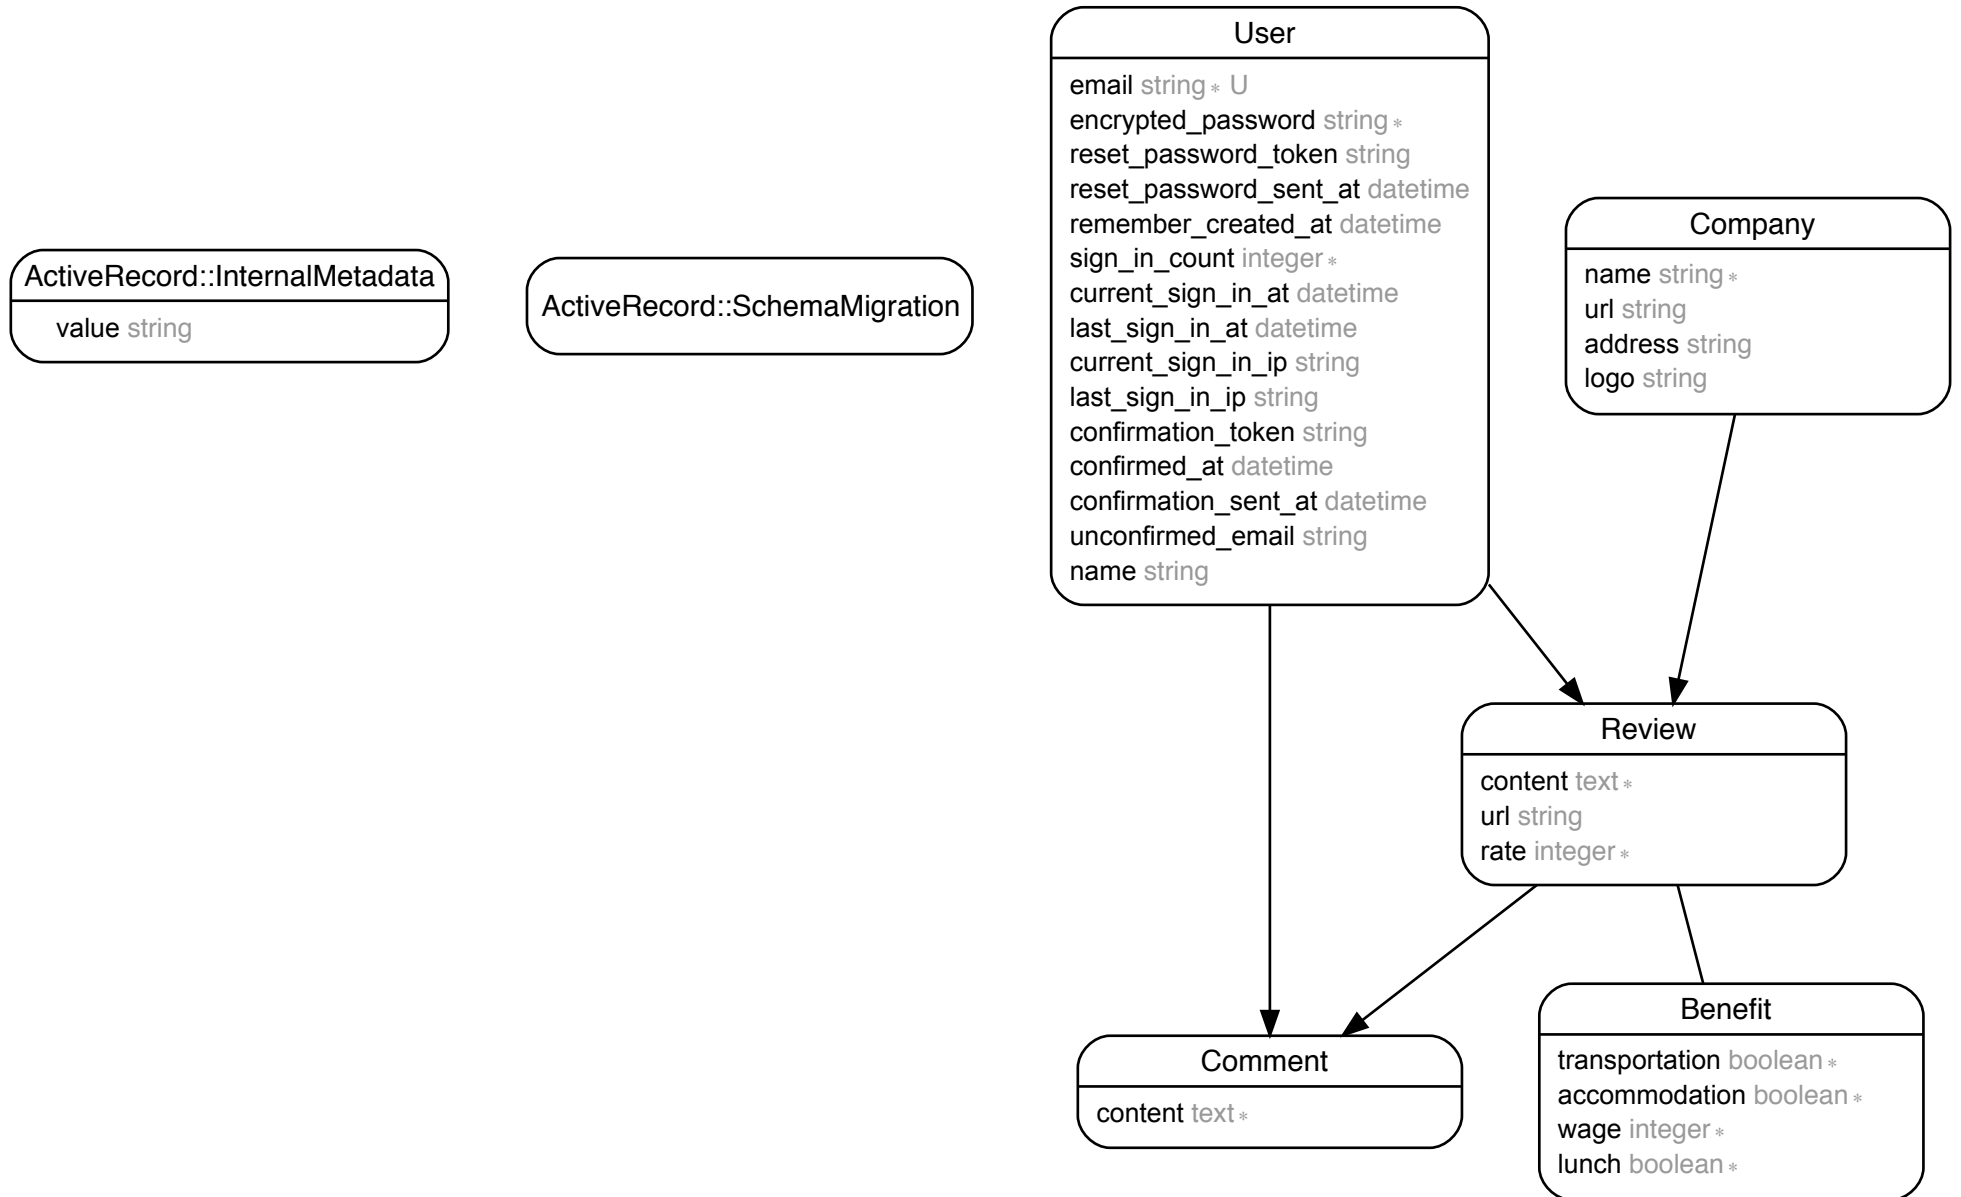 ActiveRecord::InternalMetadata
value string
ActiveRecord::SchemaMigration
User
email string * U
encrypted_password string *
reset_password_token string
reset_password_sent_at datetime
remember_created_at datetime
sign_in_count integer *
current_sign_in_at datetime
last_sign_in_at datetime
current_sign_in_ip string
last_sign_in_ip string
confirmation_token string
confirmed_at datetime
confirmation_sent_at datetime
unconfirmed_email string
name string
Company
name string *
url string
address string
logo string
Review
content text *
url string
rate integer *
Comment
content text *
Benefit
transportation boolean *
accommodation boolean *
wage integer *
lunch boolean *